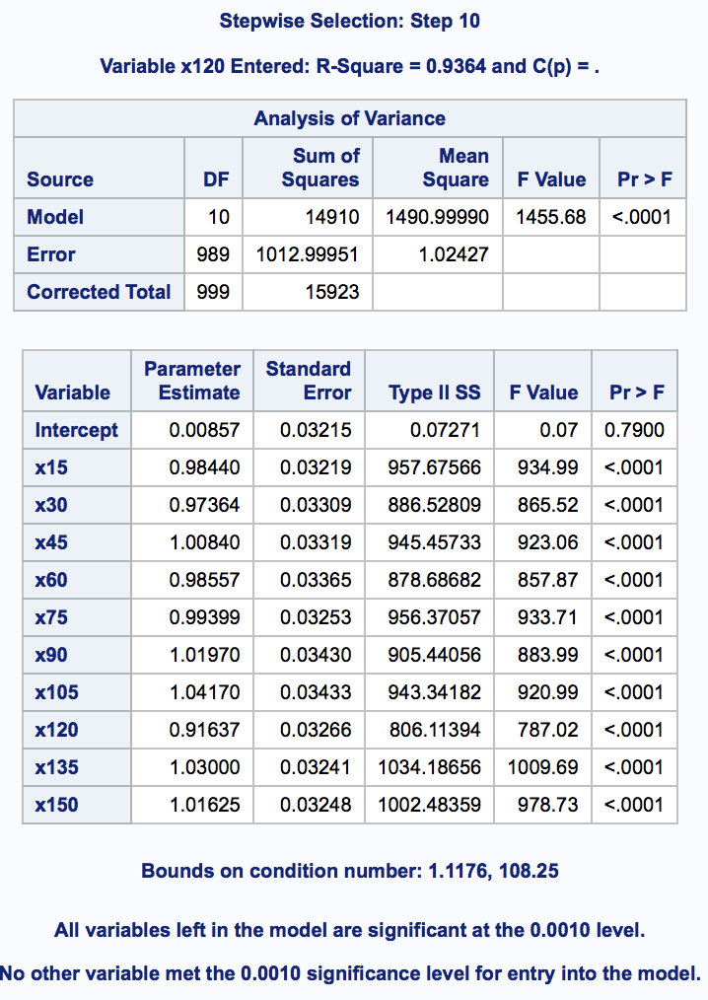 Stepwise Selection: Step 10
Variable x120 Entered: R-Square = 0.9364 and C(p) = .
Analysis of Variance
Source DF Sum of Squares Mean Square F Value Pr > F
Model 10 14910 1490.99990 1455.68 <.0001
Error 989 1012.99951 1.02427
Corrected Total 999 15923
Variable Parameter Estimate Standard Error Type II SS F Value Pr > F
Intercept 0.00857 0.03215 0.07271 0.07 0.7900
x15 0.98440 0.03219 957.67566 934.99 <.0001
x30 0.97364 0.03309 886.52809 865.52 <.0001
x45 1.00840 0.03319 945.45733 923.06 <.0001
x60 0.98557 0.03365 878.68682 857.87 <.0001
x75 0.99399 0.03253 956.37057 933.71 <.0001
x90 1.01970 0.03430 905.44056 883.99 <.0001
x105 1.04170 0.03433 943.34182 920.99 <.0001
x120 0.91637 0.03266 806.11394 787.02 <.0001
x135 1.03000 0.03241 1034.18656 1009.69 <.0001
x150 1.01625 0.03248 1002.48359 978.73 <.0001
Bounds on condition number: 1.1176, 108.25
All variables left in the model are significant at the 0.0010 level.
No other variable met the 0.0010 significance level for entry into the model.